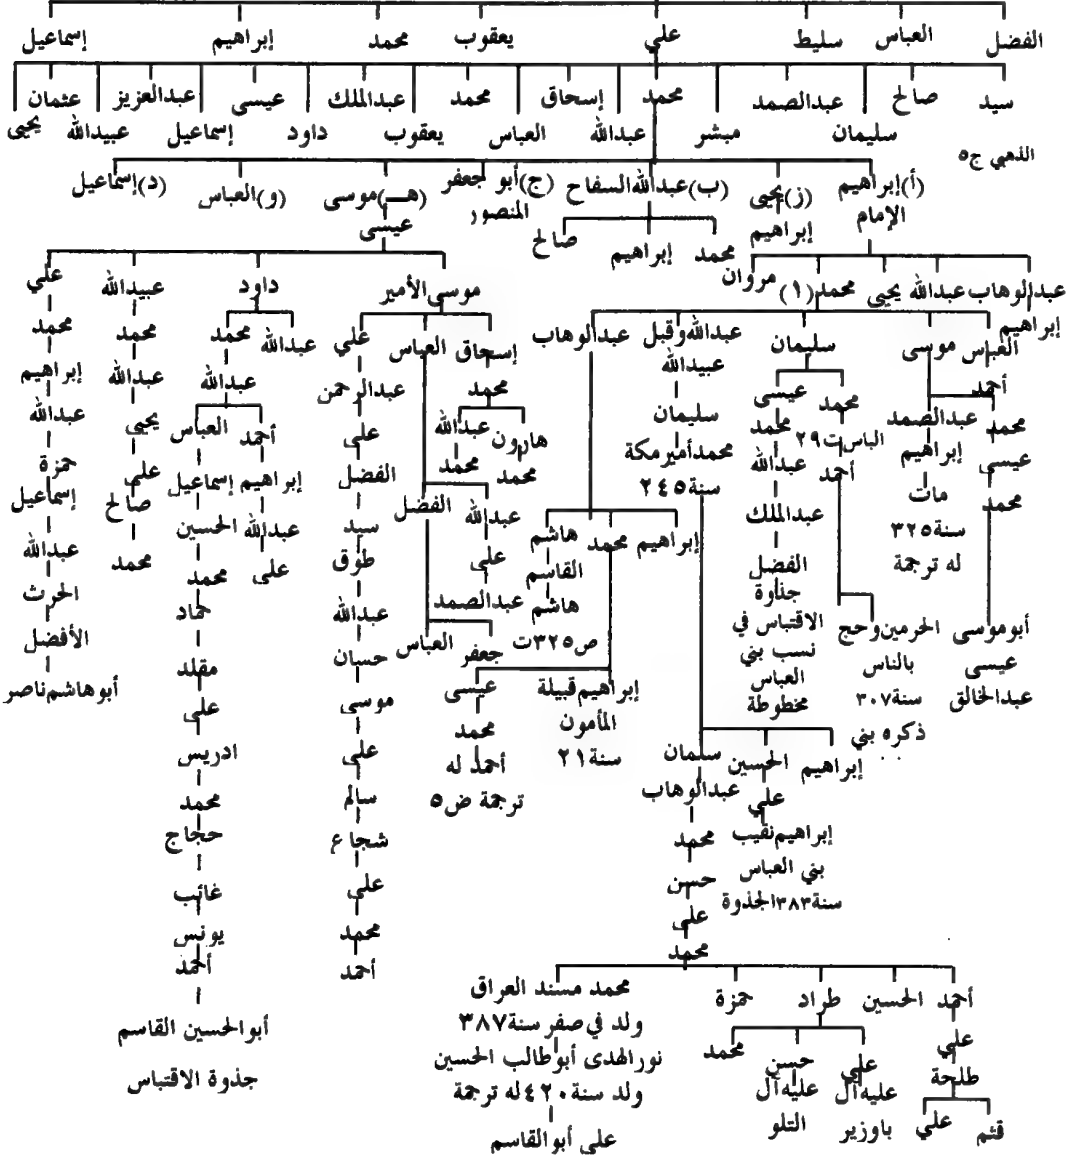 الفضل العباس سليط علي يعقوب محمد إبراهيم إسماعيل
سيد صالح عبدالصمد محمد إسحاق محمد عبدالملك عيسى عبدالعزيز عثمان
سليمان مبشر عبدالله العباس يعقوب داود إسماعيل عبيدالله يحيى
الذهبي ج٥
(أ) إبراهيم (ز) يحيى (ب) عبدالله السفاح (ج) أبو جعفر (هـ) موسى (و) العباس (د) إسماعيل
الإمام إبراهيم المنصور عيسى
محمد إبراهيم صالح
عبدالوهاب عبدالله يحيى محمد (١) مروان
إبراهيم
موسى الأمير داود عبيدالله علي
العباس موسى سليمان عبدالله وقبل عبدالوهاب
عبيدالله
أحمد
محمد
عيسى
محمد
أبو موسى
عيسى
عبدالخالق
عبدالصمد
إبراهيم
مات
سنة ٣٢٥
له ترجمة
محمد عيسى
الباس ت ٢٩
أحمد
الحرمين وحج
بالناس
سنة ٣٠٧
ذكره بني
محمد
عبدالله
عبدالملك
الفضل
جذوة
الاقتباس في
نسب بني
العباس
مخطوطة
سليمان
محمد أمير مكة
سنة ٢٤٥
إبراهيم الحسين سلمان
علي
إبراهيم نقيب
بني العباس
سنة ٣٨٣ الجذوة
عبدالوهاب
محمد
حسن
علي
محمد
إبراهيم محمد هاشم
القاسم
هاشم
ص ٣٢٥ ت
إبراهيم قبيلة
المأمون
سنة ٢١
عيسى
محمد
أحمد له
ترجمة ض ٥
إسحاق العباس علي
محمد
هارون عبدالله
محمد محمد
عبدالله الفضل
علي
عبدالصمد
جعفر العباس
عبدالرحمن
علي
الفضل
سيد
طوق
عبدالله
حسان
موسى
علي
سالم
شجاع
علي
محمد
أحمد
عبدالله محمد
عبدالله
أحمد العباس
إبراهيم
عبدالله
علي
إسماعيل
الحسين
محمد
حماد
مقلد
علي
ادريس
محمد
حجاج
غائب
يونس
أحمد
أبو الحسين القاسم
جذوة الاقتباس
محمد
عبدالله
يحيى
علي
صالح
محمد
محمد
إبراهيم
عبدالله
حمزة
إسماعيل
عبدالله
الحرث
الأفضل
أبو هاشم ناصر
أحمد الحسين طراد حمزة محمد مسند العراق
ولد في صفر سنة ٣٨٧
نور الهدى أبو طالب الحسين
ولد سنة ٤٢٠ له ترجمة
علي أبو القاسم
علي
طلحة
قثم علي
علي حسن محمد
عليه آل عليه آل
باوزير التلو